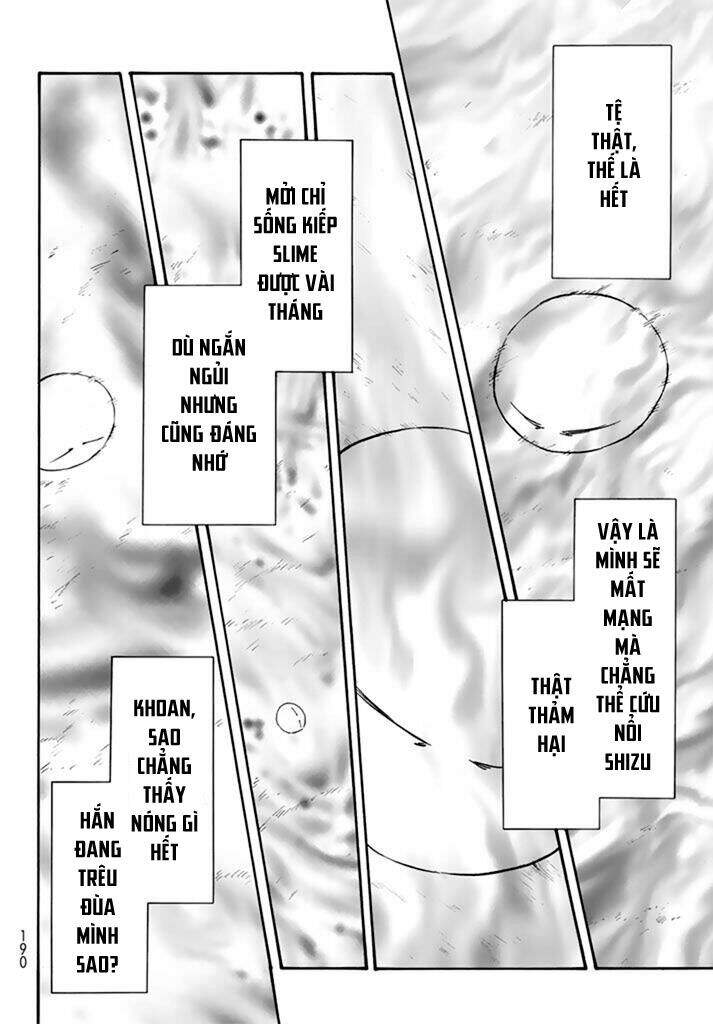 TỆ
THẬT,
THẾ LÀ
HẾT
VẬY LÀ
MÌNH SẼ
MẤT
MẠNG
MÀ
CHẲNG
THỂ CỨU
NỔI
SHIZU
THẬT
THẢM
HẠI
MỞI CHỈ
SỐNG KIẾP
SLIME
ĐƯỢC VÀI
THÁNG
DÙ NGẮN
NGỦI
NHƯNG
CŨNG ĐÁNG
NHỚ
KHOAN,
SAO
CHẲNG
THẤY
NÓNG GÌ
HẾT
HẮN
ĐANG
TRÊU
ĐÙA
MÌNH
SAO?
190